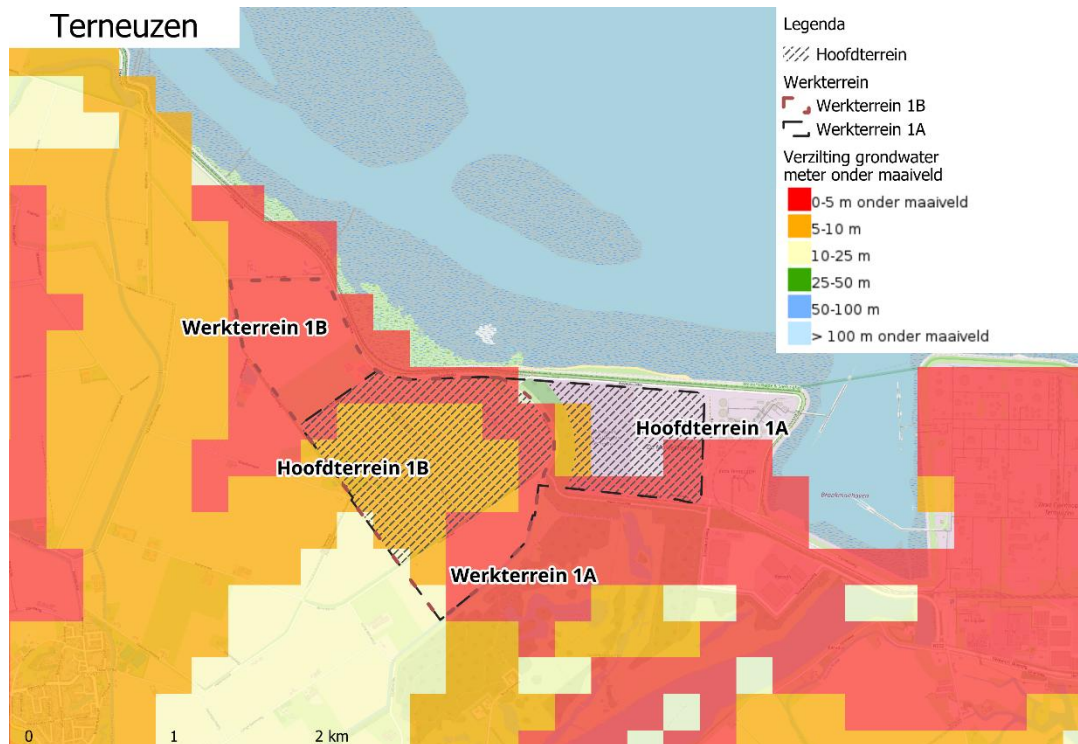 Terneuzen
Legenda
Hoofdterrein
Werkterrein
Werkterrein 1B
Werkterrein 1A
Verzilting grondwater
meter onder maaiveld
0-5 m onder maaiveld
5-10 m
10-25 m
25-50 m
50-100 m
> 100 m onder maaiveld
Werkterrein 1B
Hoofdterrein 1A
Hoofdterrein 1B
Braakmanhaven
Werkterrein 1A
0
1
2 km